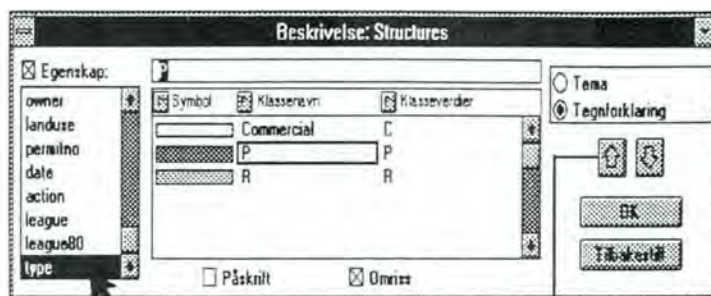 Beskrivelse: Structures
Egenskap:
P
Tema
Tegnforklaring
owner
landuse
permitno
date
action
league
league80
type
Symbol Klassenavn Klasseverdier
Commercial C
P P
R R
OK
Tilbakestill
Påskrift Omriss